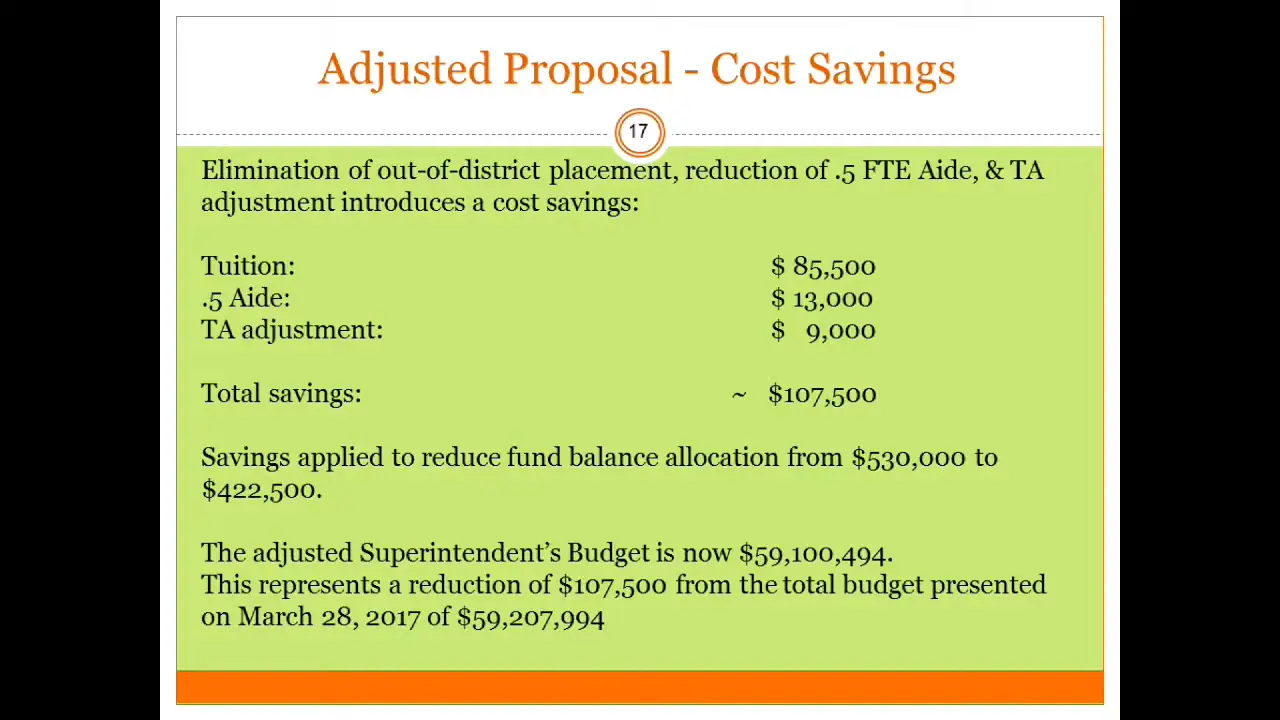 Adjusted Proposal - Cost Savings
17
Elimination of out-of-district placement, reduction of .5 FTE Aide, & TA
adjustment introduces a cost savings:
Tuition: $ 85,500
.5 Aide: $ 13,000
TA adjustment: $ 9,000
Total savings: ~ $107,500
Savings applied to reduce fund balance allocation from $530,000 to
$422,500.
The adjusted Superintendent's Budget is now $59,100,494.
This represents a reduction of $107,500 from the total budget presented
on March 28, 2017 of $59,207,994